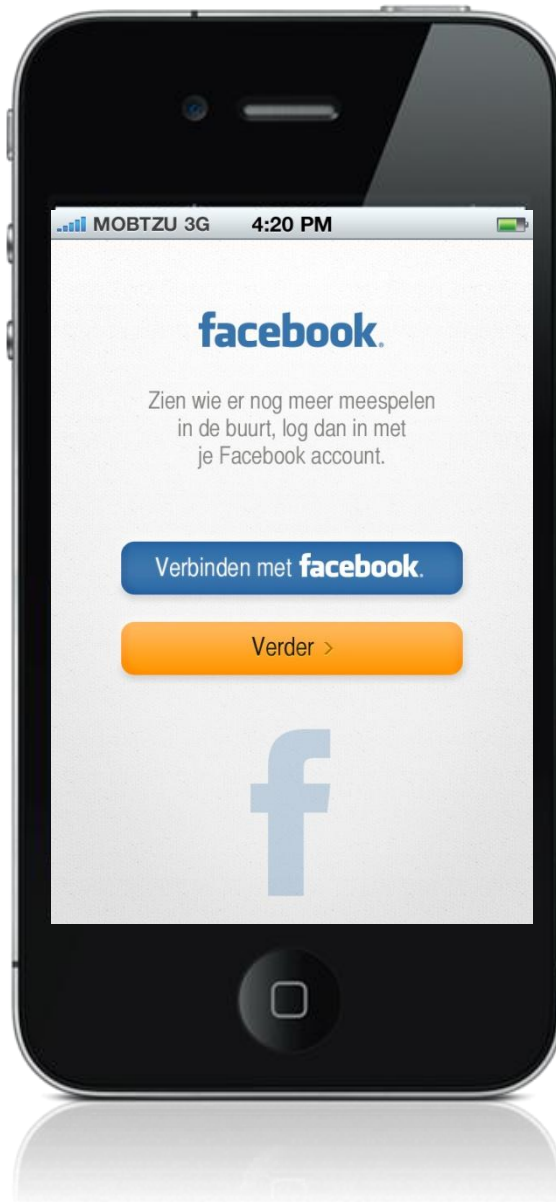 MOBTZU 3G 4:20 PM
facebook.
Zien wie er nog meer meespelen
in de buurt, log dan in met
je Facebook account.
Verbinden met facebook.
Verder >
f